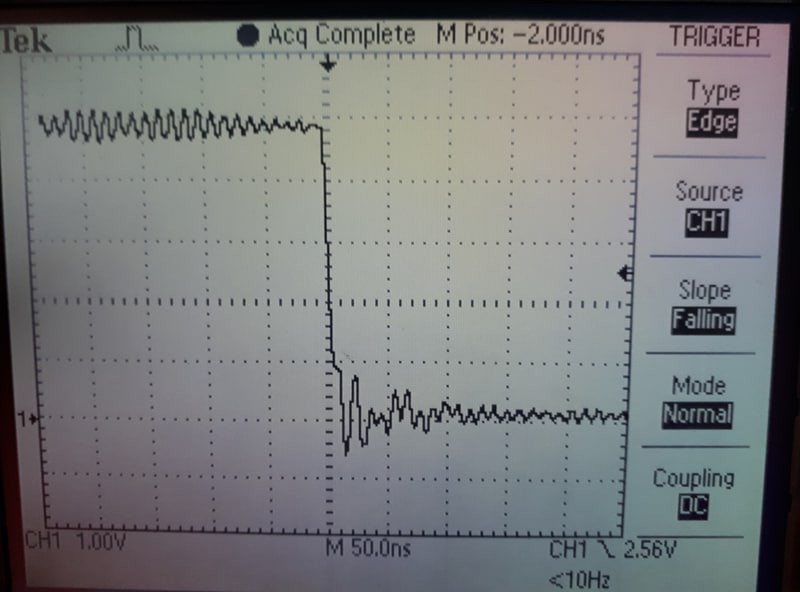 Tek Acq Complete M Pos: -2.000ns TRIGGER
Type
Edge
Source
CH1
Slope
Falling
Mode
Normal
Coupling
DC
1
CH1 1.00V M 50.0ns CH1 2.56V
<10Hz